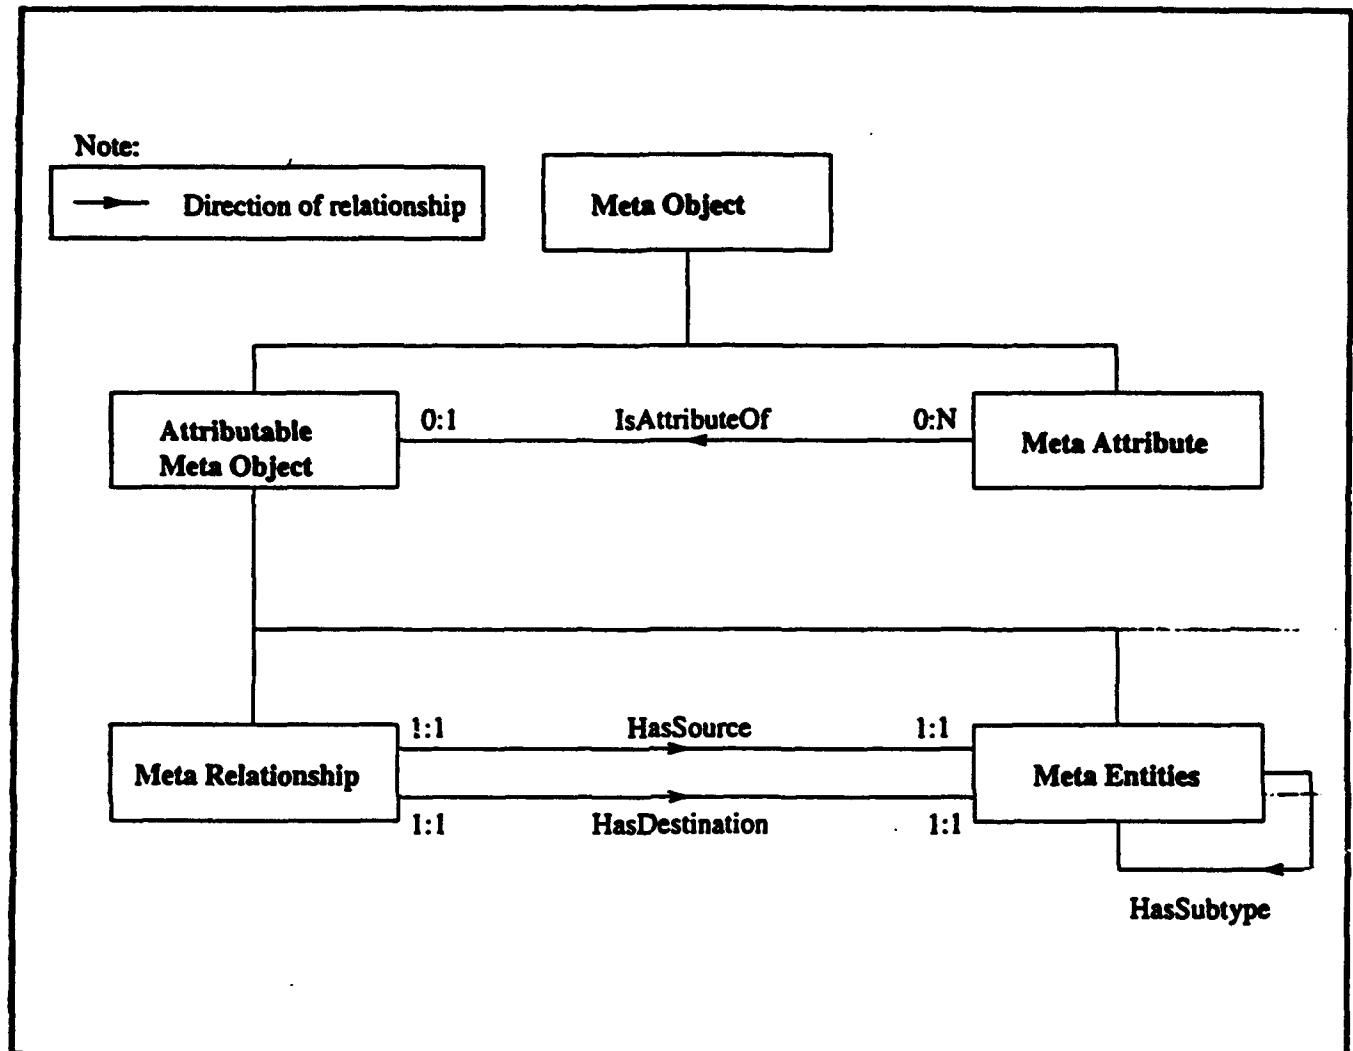 Note:
Direction of relationship
Meta Object
Attributable
Meta Object
0:1
IsAttributeOf
0:N
Meta Attribute
1:1
HasSource
1:1
Meta Relationship
Meta Entities
1:1
HasDestination
1:1
HasSubtype